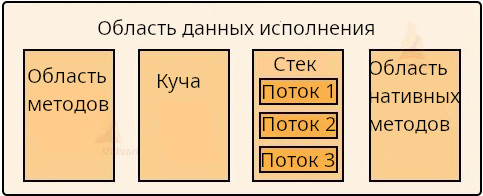 Область данных исполнения
Область
методов
Куча
Стек
Поток 1
Поток 2
Поток 3
Область
нативных
методов